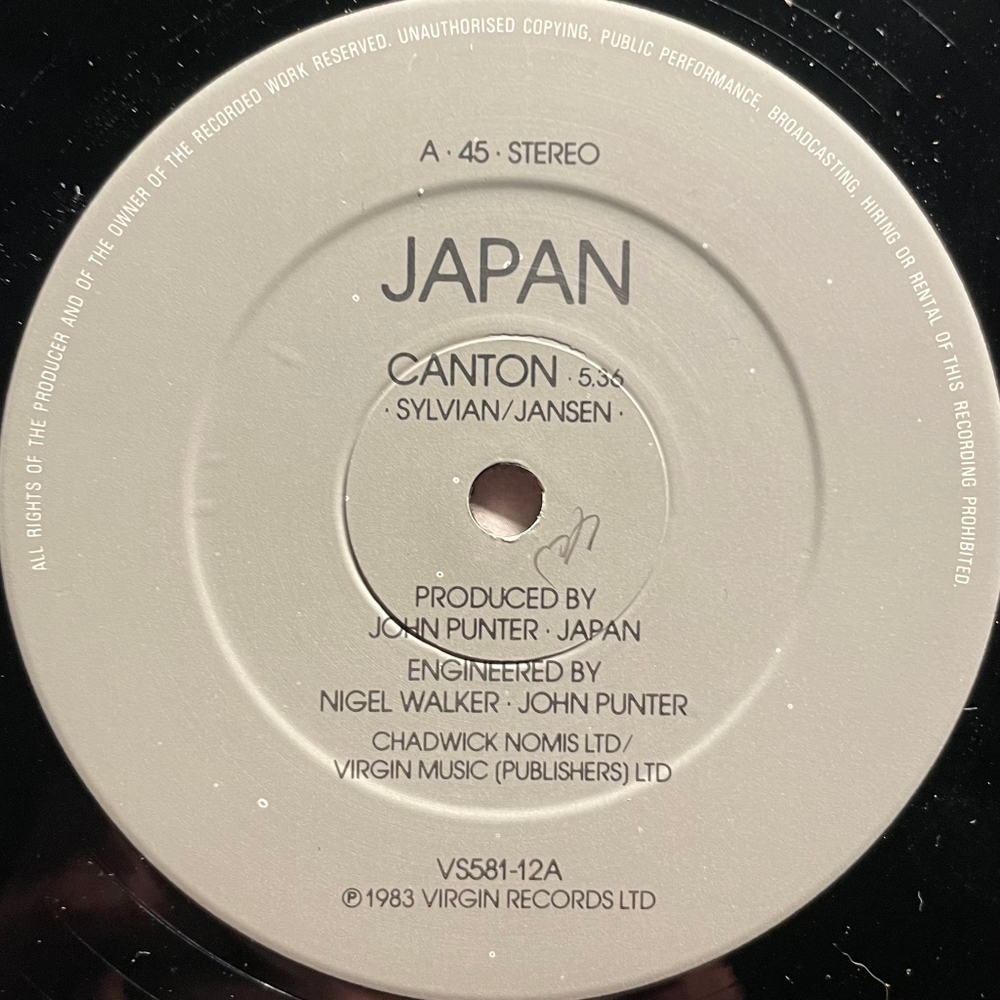 ALL RIGHTS OF THE PRODUCER AND OF THE OWNER OF THE RECORDED WORK RESERVED. UNAUTHORISED COPYING, PUBLIC PERFORMANCE, BROADCASTING, HIRING OR RENTAL OF THIS RECORDING PROHIBITED.
A · 45 · STEREO
JAPAN
CANTON · 5.36
· SYLVIAN/JANSEN ·
PRODUCED BY
JOHN PUNTER · JAPAN
ENGINEERED BY
NIGEL WALKER · JOHN PUNTER
CHADWICK NOMIS LTD/
VIRGIN MUSIC (PUBLISHERS) LTD
VS581-12A
℗ 1983 VIRGIN RECORDS LTD